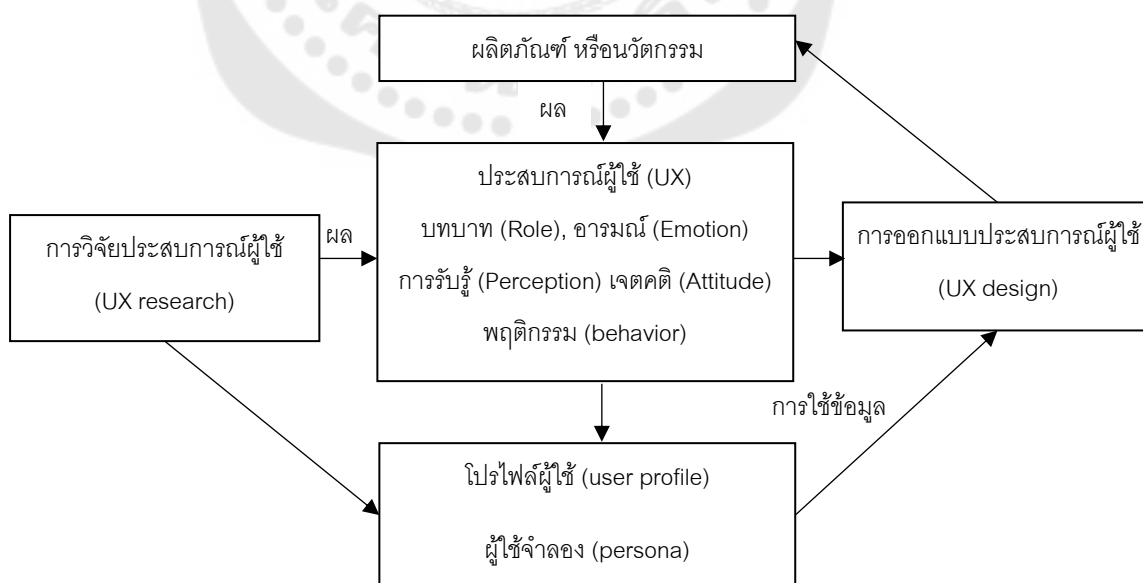 ผลิตภัณฑ์ หรือนวัตกรรม
ผล
ประสบการณ์ผู้ใช้ (UX)
บทบาท (Role), อารมณ์ (Emotion)
การรับรู้ (Perception) เจตคติ (Attitude)
พฤติกรรม (behavior)
การวิจัยประสบการณ์ผู้ใช้
(UX research)
ผล
การออกแบบประสบการณ์ผู้ใช้
(UX design)
การใช้ข้อมูล
โปรไฟล์ผู้ใช้ (user profile)
ผู้ใช้จำลอง (persona)